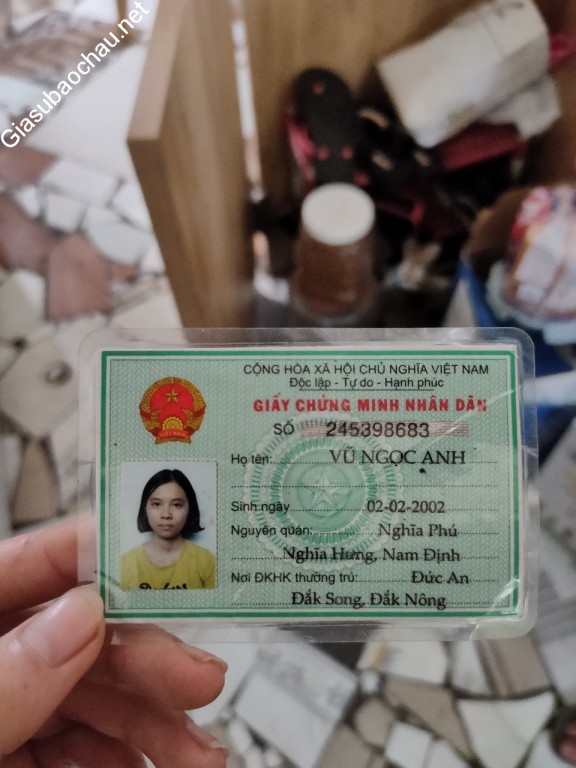 Giasubaochau.net
CỘNG HÒA XÃ HỘI CHỦ NGHĨA VIỆT NAM
Độc lập - Tự do - Hạnh phúc
GIẤY CHỨNG MINH NHÂN DÂN
SỐ 245398683
Họ tên: VŨ NGỌC ANH
Sinh ngày 02-02-2002
Nguyên quán: Nghĩa Phú
Nghĩa Hưng, Nam Định
Nơi ĐKHK thường trú: Đức An
Đắk Song, Đắk Nông
VIỆT NAM